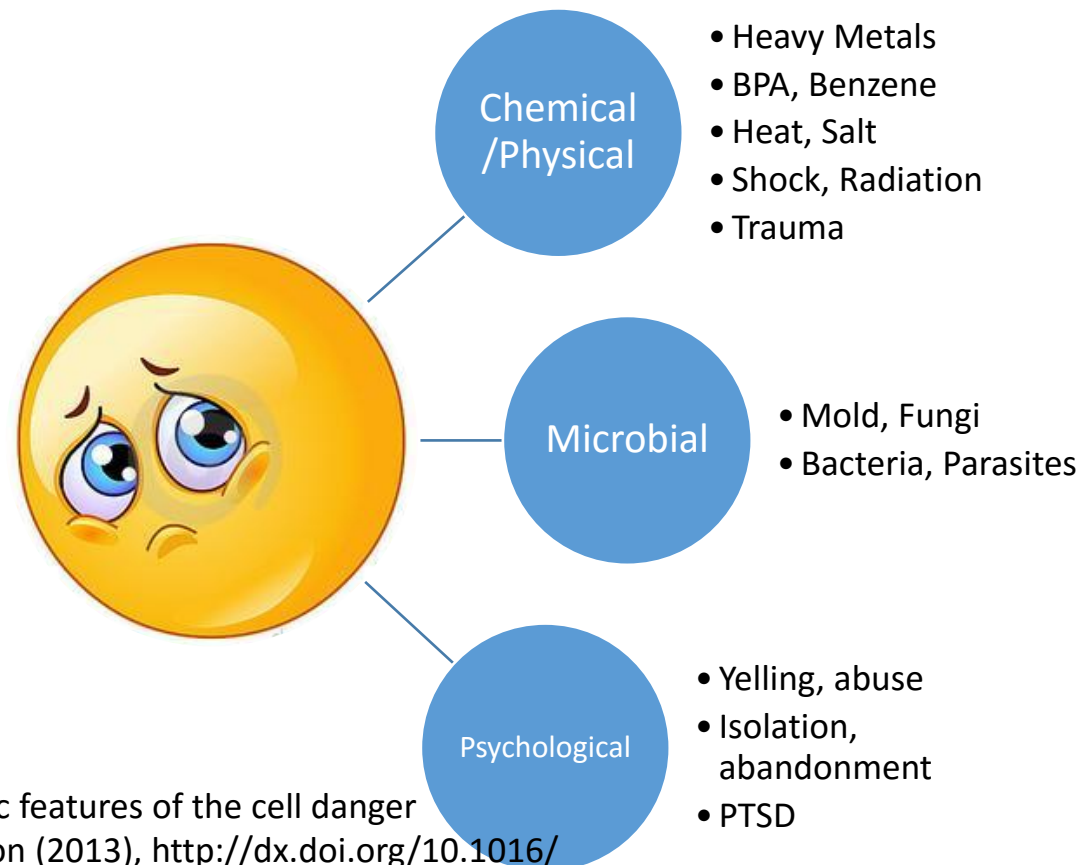 Chemical
/Physical
• Heavy Metals
• BPA, Benzene
• Heat, Salt
• Shock, Radiation
• Trauma
Microbial
• Mold, Fungi
• Bacteria, Parasites
Psychological
• Yelling, abuse
• Isolation,
abandonment
• PTSD
c features of the cell danger
on (2013), http://dx.doi.org/10.1016/